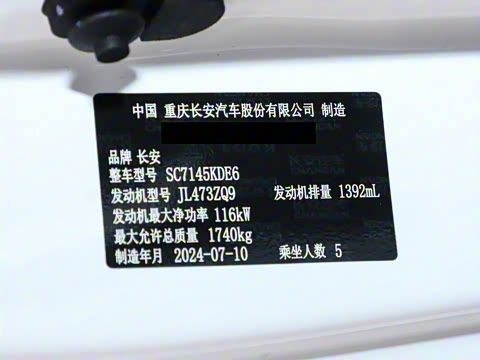 中国 重庆长安汽车股份有限公司 制造
品牌 长安
整车型号 SC7145KDE6
发动机型号 JL473ZQ9 发动机排量 1392mL
发动机最大净功率 116kW
最大允许总质量 1740kg
制造年月 2024-07-10 乘坐人数 5